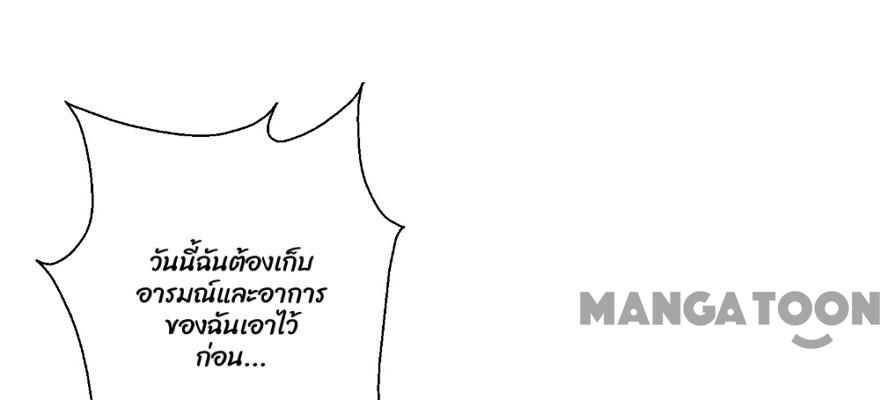 วันนี้ฉันต้องเก็บ
อารมณ์และอาการ
ของฉันเอาไว้
ก่อน...
MANGATOON